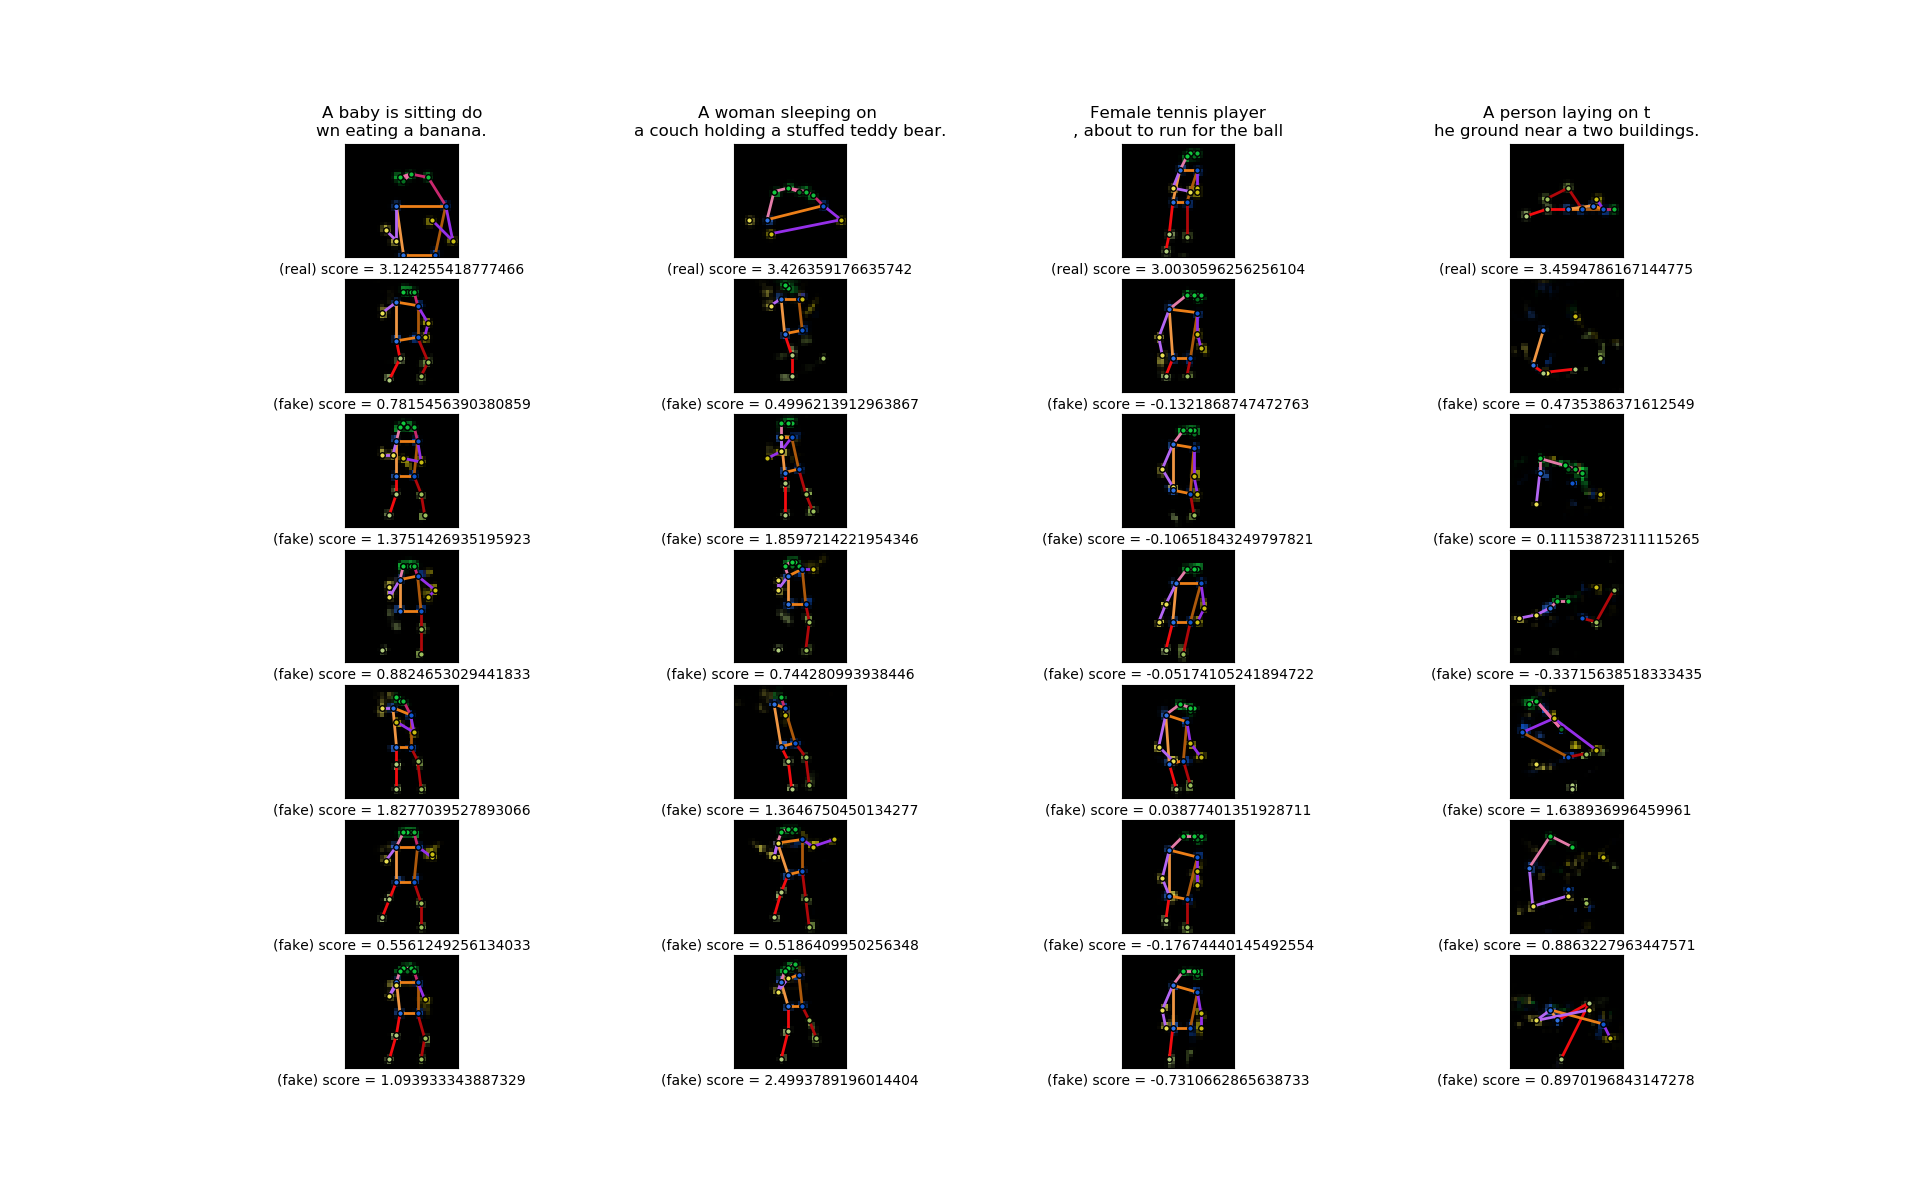 A baby is sitting do
wn eating a banana.
A woman sleeping on
a couch holding a stuffed teddy bear.
Female tennis player
, about to run for the ball
A person laying on t
he ground near a two buildings.
(real) score = 3.124255418777466
(real) score = 3.426359176635742
(real) score = 3.0030596256256104
(real) score = 3.4594786167144775
(fake) score = 0.7815456390380859
(fake) score = 0.4996213912963867
(fake) score = -0.1321868747472763
(fake) score = 0.4735386371612549
(fake) score = 1.3751426935195923
(fake) score = 1.8597214221954346
(fake) score = -0.10651843249797821
(fake) score = 0.11153872311115265
(fake) score = 0.8824653029441833
(fake) score = 0.744280993938446
(fake) score = -0.05174105241894722
(fake) score = -0.33715638518333435
(fake) score = 1.8277039527893066
(fake) score = 1.3646750450134277
(fake) score = 0.03877401351928711
(fake) score = 1.638936996459961
(fake) score = 0.5561249256134033
(fake) score = 0.5186409950256348
(fake) score = -0.17674440145492554
(fake) score = 0.8863227963447571
(fake) score = 1.093933343887329
(fake) score = 2.4993789196014404
(fake) score = -0.7310662865638733
(fake) score = 0.8970196843147278